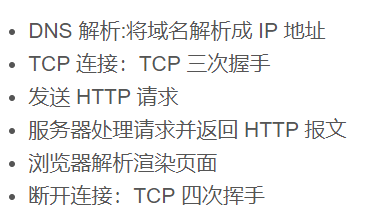 • DNS 解析:将域名解析成 IP 地址
• TCP 连接：TCP 三次握手
• 发送 HTTP 请求
• 服务器处理请求并返回 HTTP 报文
• 浏览器解析渲染页面
• 断开连接：TCP 四次挥手